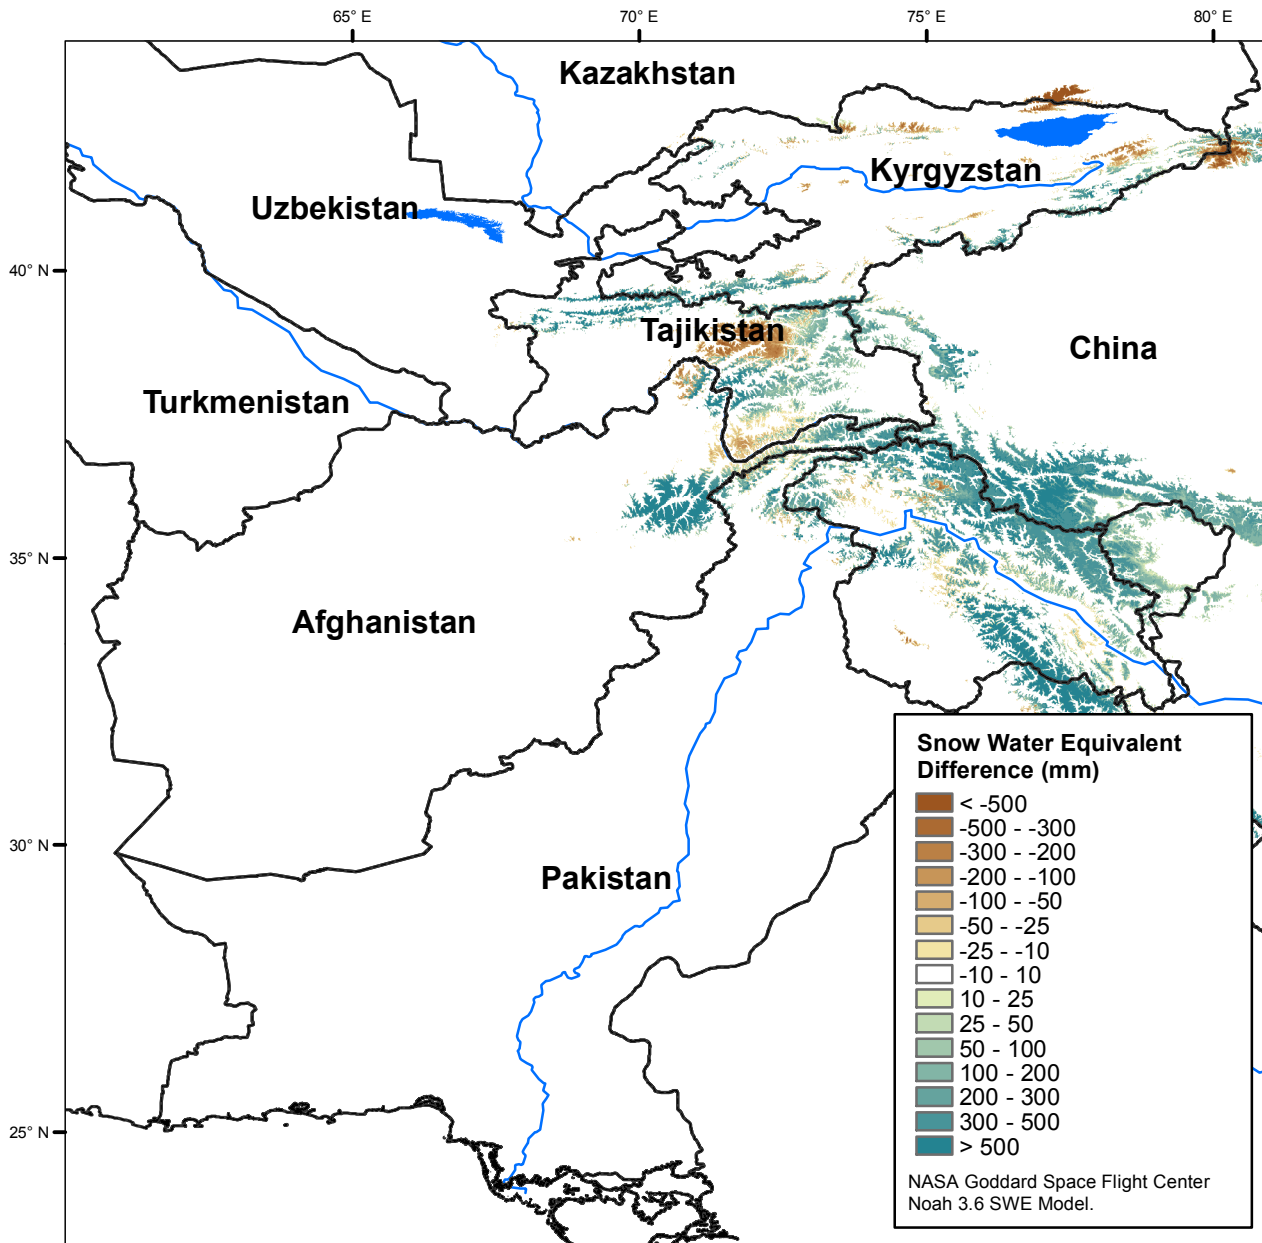 65° E
70° E
75° E
80° E
Kazakhstan
Kyrgyzstan
Uzbekistan
40° N
Tajikistan
China
Turkmenistan
35° N
Afghanistan
Snow Water Equivalent
Difference (mm)
< -500
-500 - -300
-300 - -200
-200 - -100
-100 - -50
-50 - -25
-25 - -10
-10 - 10
10 - 25
25 - 50
50 - 100
100 - 200
200 - 300
300 - 500
> 500
30° N
Pakistan
25° N
NASA Goddard Space Flight Center
Noah 3.6 SWE Model.